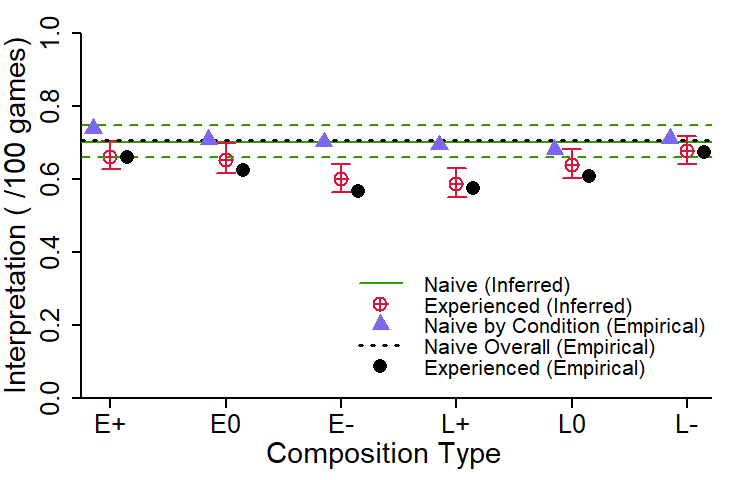 Interpretation ( /100 games)
1.0
0.8
0.6
0.4
0.2
0.0
Naive (Inferred)
Experienced (Inferred)
Naive by Condition (Empirical)
Naive Overall (Empirical)
Experienced (Empirical)
E+ E0 E- L+ L0 L-
Composition Type